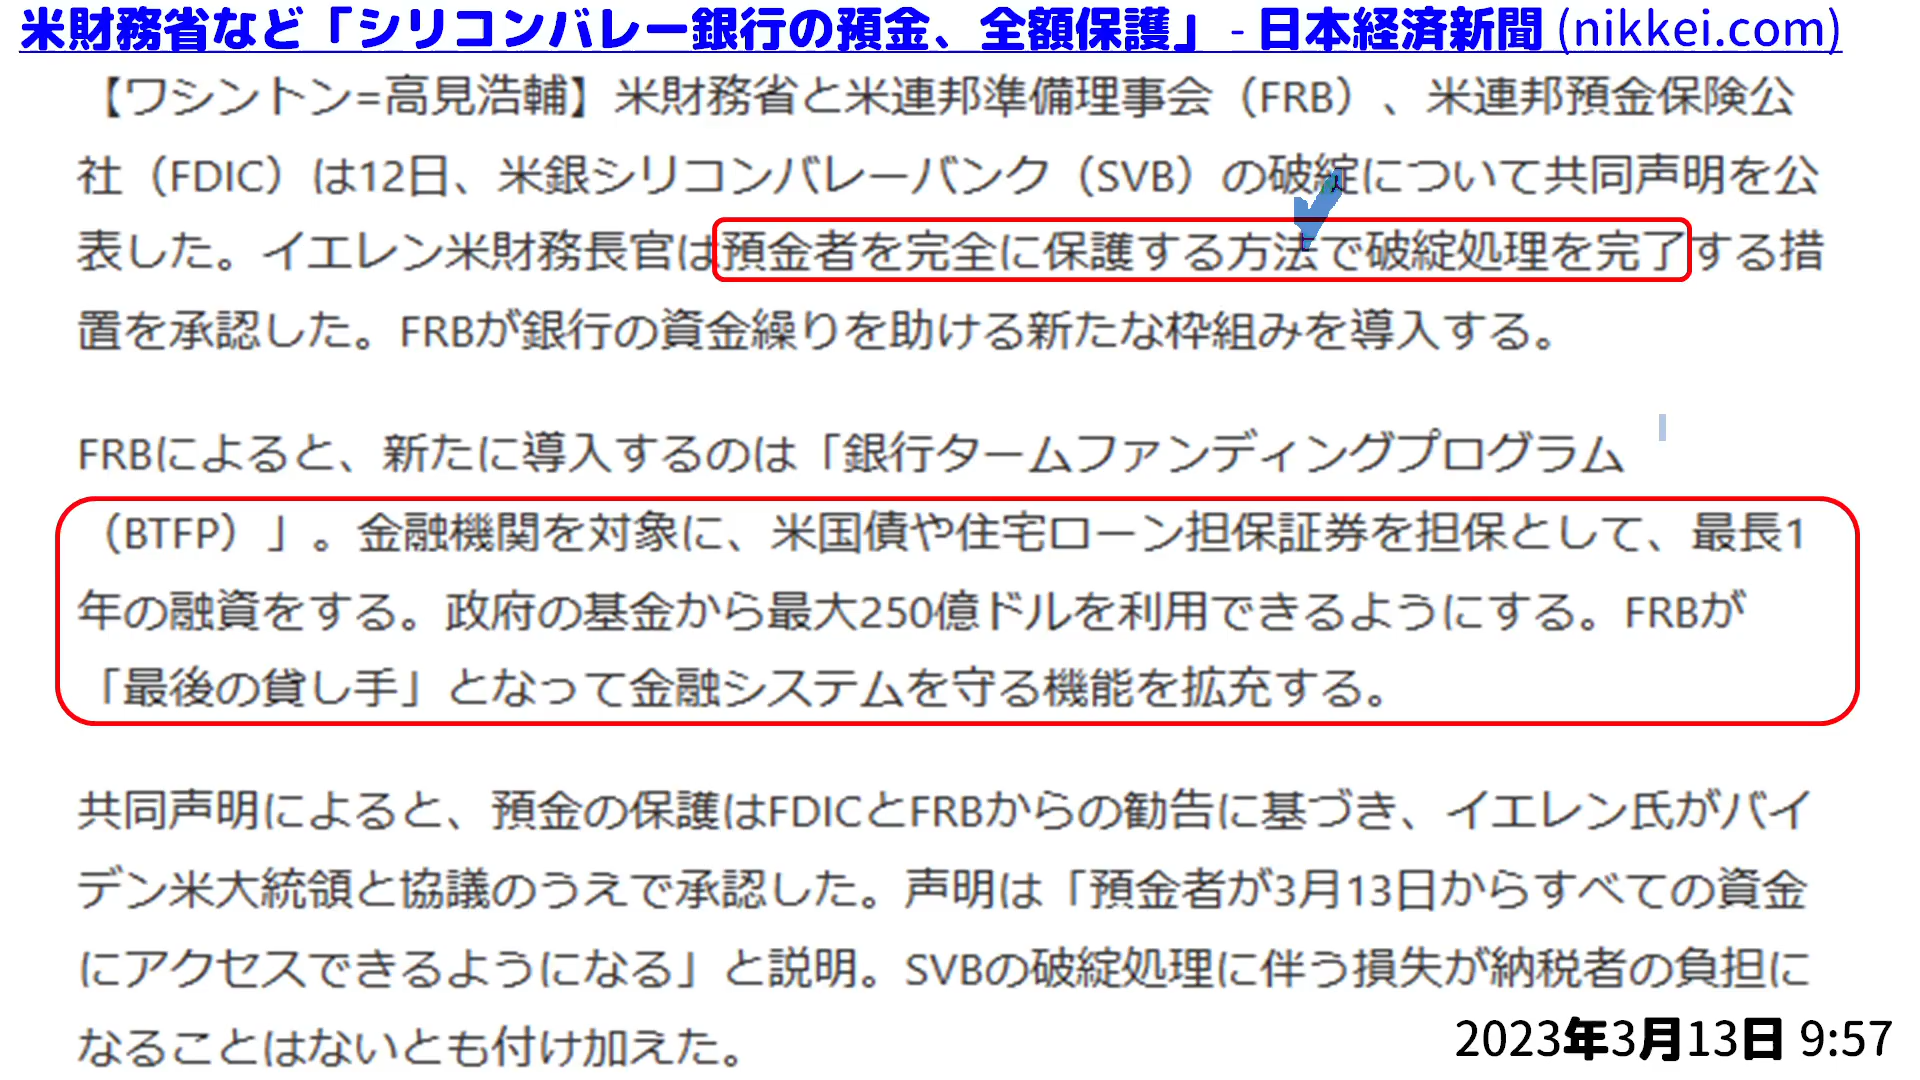 米財務省など「シリコンバレー銀行の預金、全額保護」 - 日本経済新聞 (nikkei.com)
【ワシントン=高見浩輔】米財務省と米連邦準備理事会（FRB）、米連邦預金保険公
社（FDIC）は12日、米銀シリコンバレーバンク（SVB）の破綻について共同声明を公
表した。イエレン米財務長官は預金者を完全に保護する方法で破綻処理を完了する措
置を承認した。FRBが銀行の資金繰りを助ける新たな枠組みを導入する。
FRBによると、新たに導入するのは「銀行タームファンディングプログラム
（BTFP）」。金融機関を対象に、米国債や住宅ローン担保証券を担保として、最長1
年の融資をする。政府の基金から最大250億ドルを利用できるようにする。FRBが
「最後の貸し手」となって金融システムを守る機能を拡充する。
共同声明によると、預金の保護はFDICとFRBからの勧告に基づき、イエレン氏がバイ
デン米大統領と協議のうえで承認した。声明は「預金者が3月13日からすべての資金
にアクセスできるようになる」と説明。SVBの破綻処理に伴う損失が納税者の負担に
なることはないとも付け加えた。
2023年3月13日 9:57